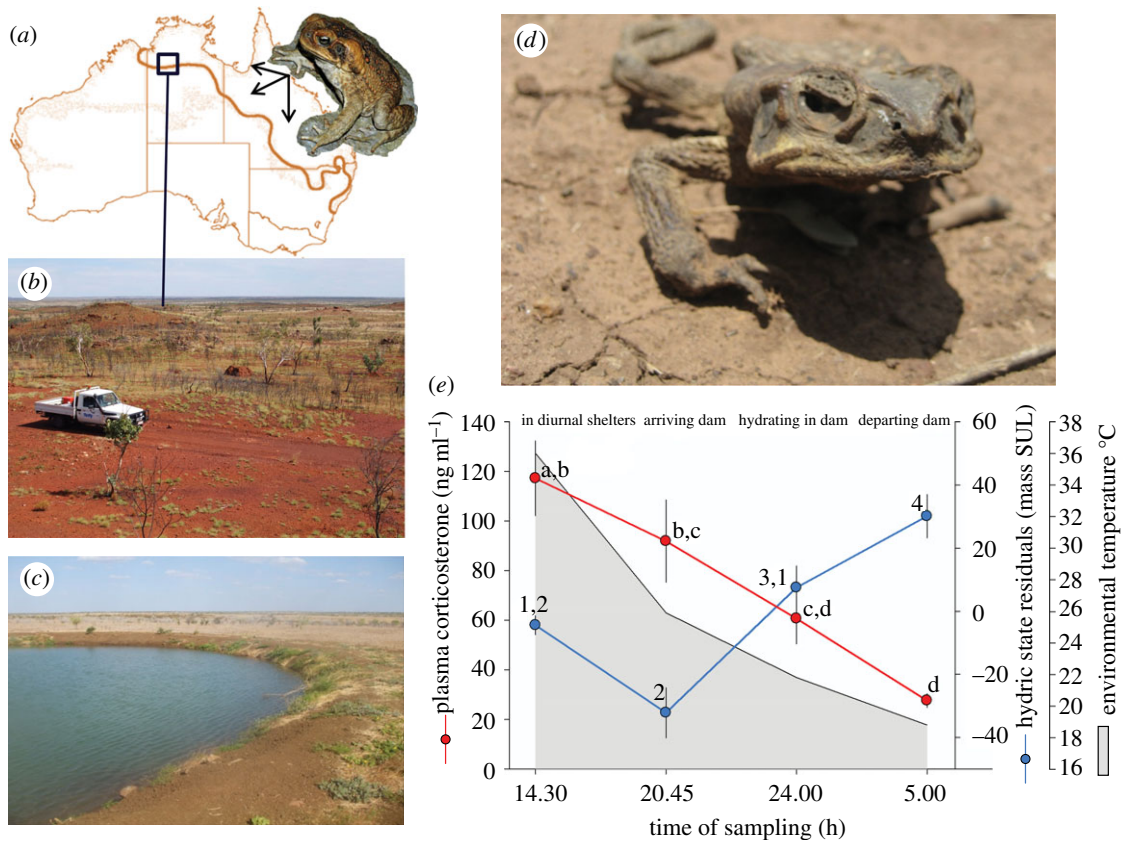 (a)
(b)
(c)
(d)
(e)
in diurnal shelters arriving dam hydrating in dam departing dam
plasma corticosterone (ng ml–1)
140
120
100
80
60
40
20
0
a,b
b,c
c,d
d
1,2
2
3,1
4
60
40
20
0
–20
–40
hydric state residuals (mass SUL)
38
36
34
32
30
28
26
24
22
20
18
16
environmental temperature °C
14.30 20.45 24.00 5.00
time of sampling (h)